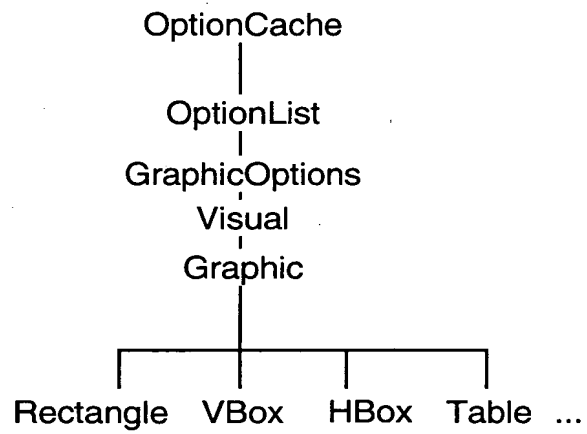 OptionCache
OptionList
GraphicOptions
Visual
Graphic
Rectangle VBox HBox Table ...